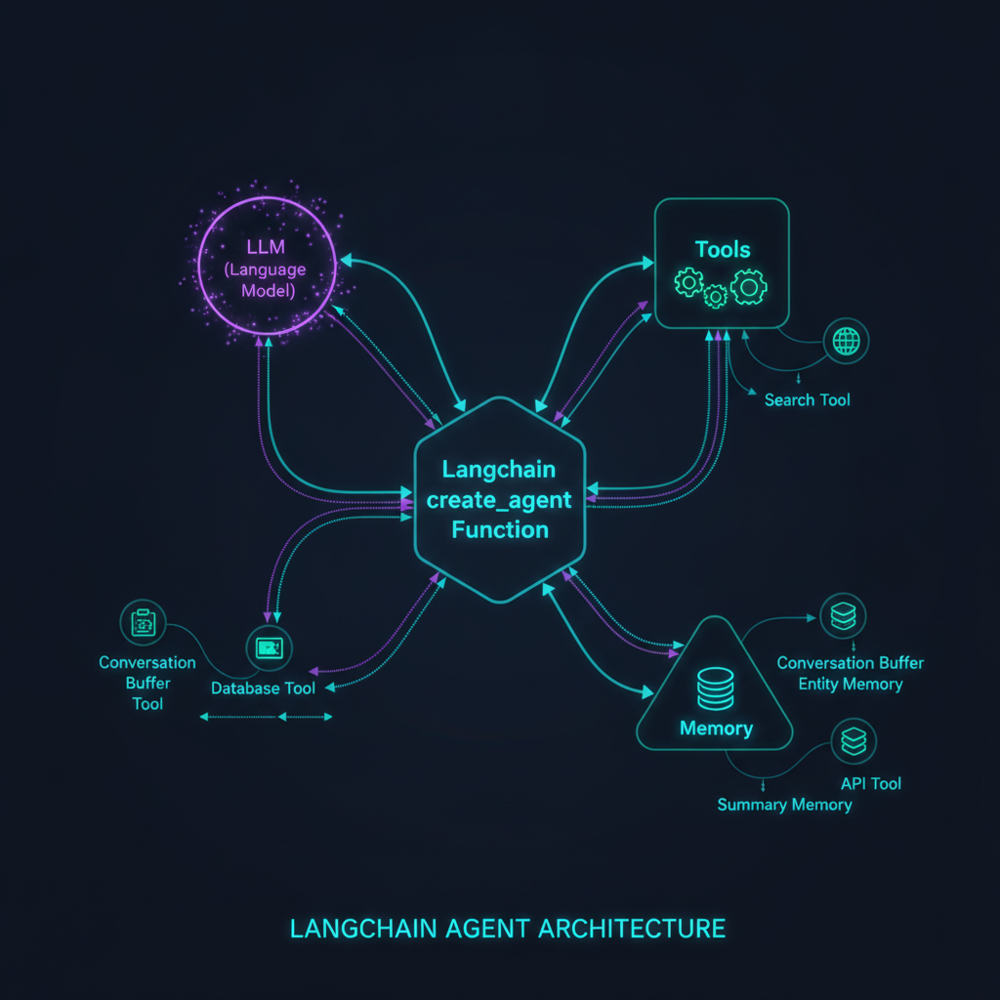 LLM
(Language
Model)
Tools
Search Tool
Langchain
create_agent
Function
Conversation
Buffer
Tool
Database Tool
Conversation Buffer
Entity Memory
Memory
API Tool
Summary Memory
LANGCHAIN AGENT ARCHITECTURE